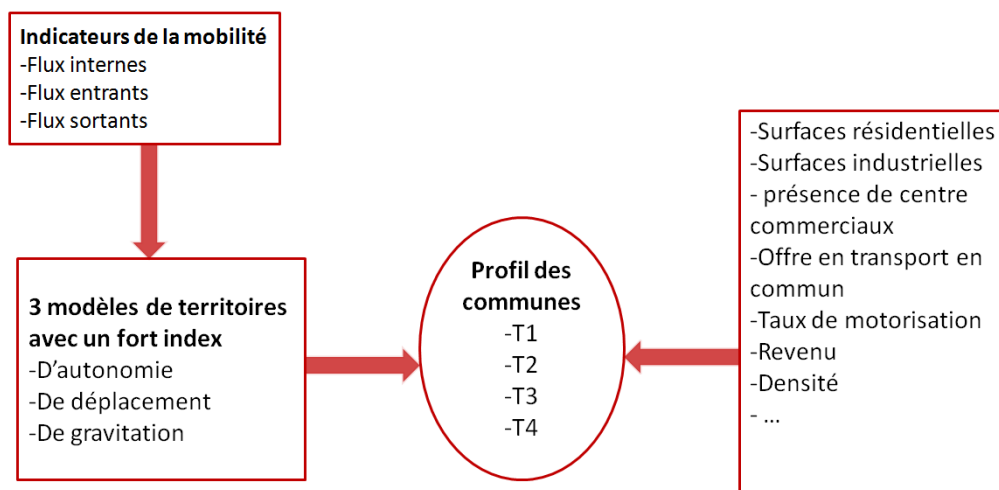 Indicateurs de la mobilité
-Flux internes
-Flux entrants
-Flux sortants
3 modèles de territoires
avec un fort index
-D’autonomie
-De déplacement
-De gravitation
Profil des
communes
-T1
-T2
-T3
-T4
-Surfaces résidentielles
-Surfaces industrielles
- présence de centre
commerciaux
-Offre en transport en
commun
-Taux de motorisation
-Revenu
-Densité
- ...